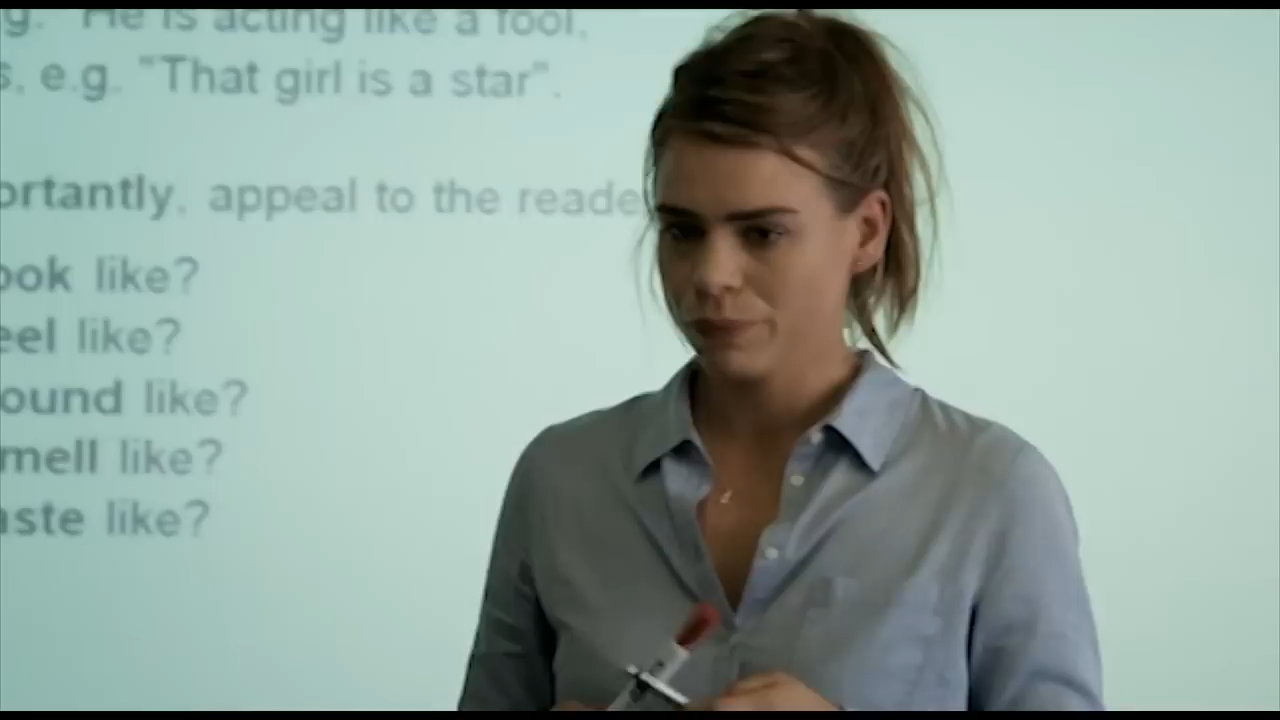 g. "He is acting like a fool,
s, e.g. "That girl is a star".
ortantly, appeal to the reade
ook like?
eel like?
ound like?
mell like?
aste like?